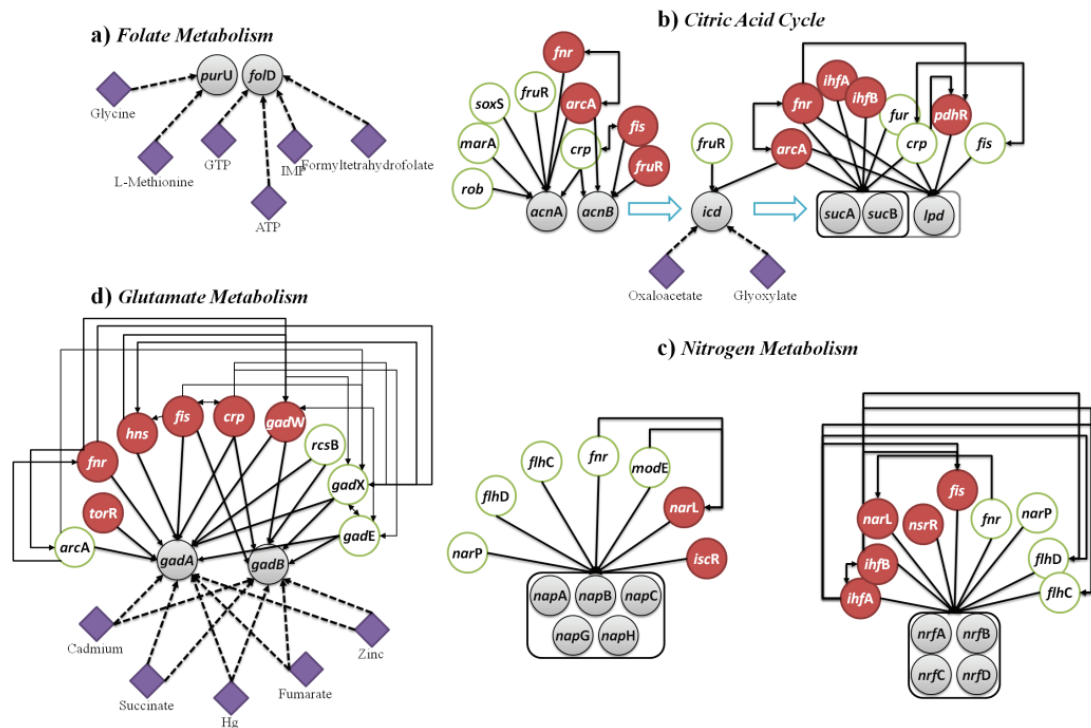 a) Folate Metabolism
purU
folD
Glycine
L-Methionine
GTP
IMP
Formyltetrahydrofolate
ATP
b) Citric Acid Cycle
fnr
soxS
fruR
arcA
marA
crp
fis
rob
fruR
acnA
acnB
fruR
icd
Oxaloacetate
Glyoxylate
ihfA
fnr
ihfB
fur
pdhR
arcA
crp
fis
sucA
sucB
lpd
d) Glutamate Metabolism
hns
fis
crp
gadW
rcsB
fnr
gadX
torR
gadE
arcA
gadA
gadB
Cadmium
Zinc
Succinate
Fumarate
Hg
c) Nitrogen Metabolism
flhC
fnr
modE
flhD
narL
narP
iscR
napA
napB
napC
napG
napH
fis
narL
nsrR
fnr
narP
ihfB
flhD
ihfA
flhC
nrfA
nrfB
nrfC
nrfD